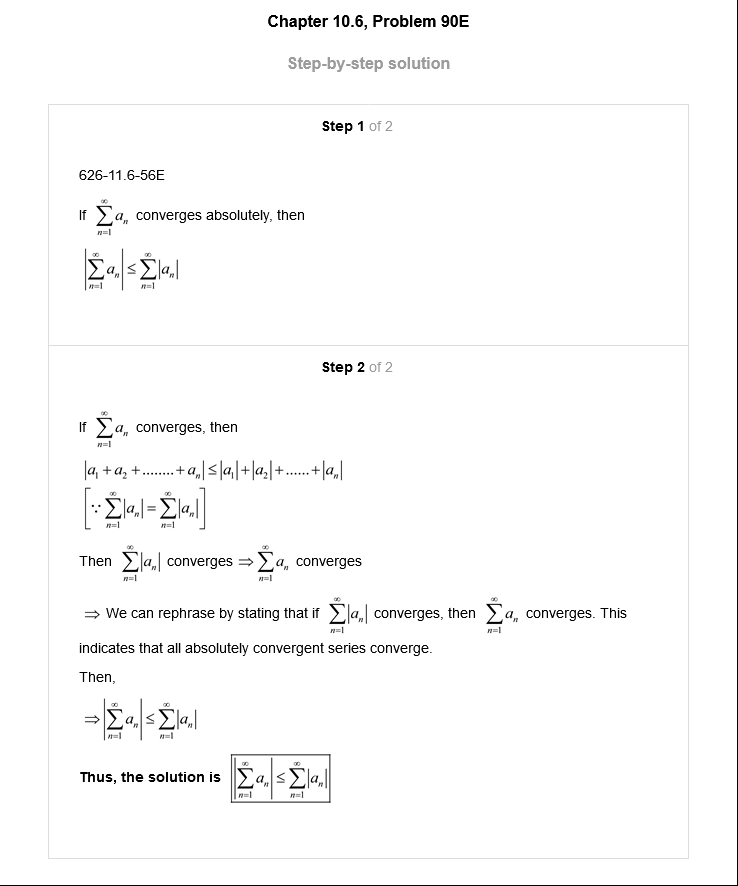 Chapter 10.6, Problem 90E
Step-by-step solution
Step 1 of 2
626-11.6-56E
If \sum_{n=1}^{\infty} a_n converges absolutely, then
\left|\sum_{n=1}^{\infty} a_n\right| \le \sum_{n=1}^{\infty} |a_n|
Step 2 of 2
If \sum_{n=1}^{\infty} a_n converges, then
|a_1 + a_2 + ........ + a_n| \le |a_1| + |a_2| + ...... + |a_n|
\left[\because \sum_{n=1}^{\infty} |a_n| = \sum_{n=1}^{\infty} |a_n|\right]
Then \sum_{n=1}^{\infty} |a_n| converges \Rightarrow \sum_{n=1}^{\infty} a_n converges
\Rightarrow We can rephrase by stating that if \sum_{n=1}^{\infty} |a_n| converges, then \sum_{n=1}^{\infty} a_n converges. This
indicates that all absolutely convergent series converge.
Then,
\Rightarrow \left|\sum_{n=1}^{\infty} a_n\right| \le \sum_{n=1}^{\infty} |a_n|
Thus, the solution is \left|\sum_{n=1}^{\infty} a_n\right| \le \sum_{n=1}^{\infty} |a_n|